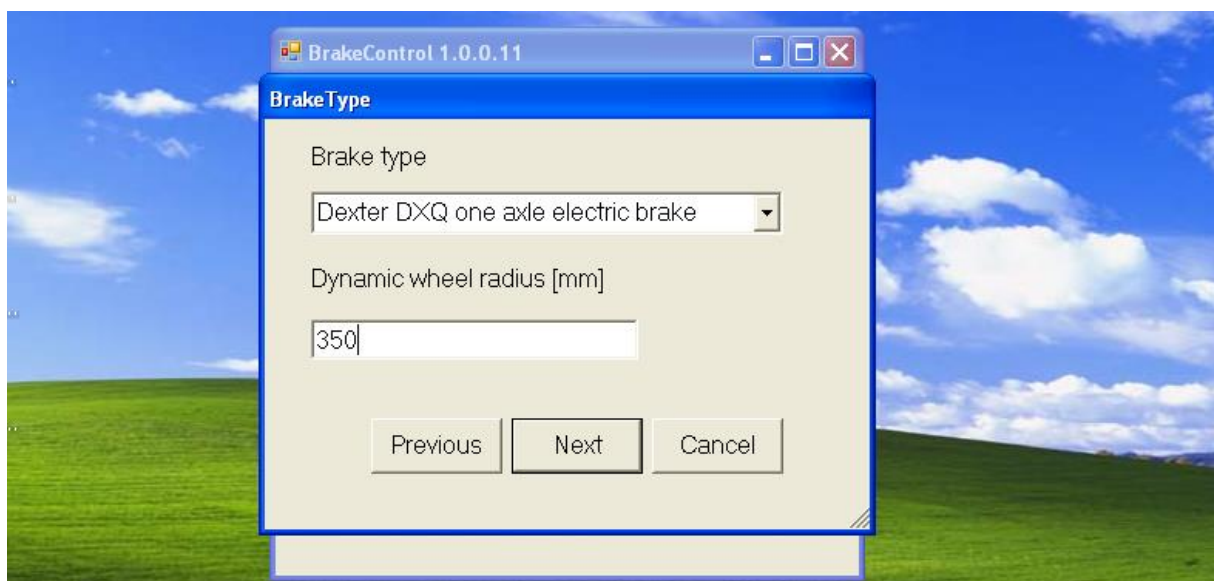 BrakeControl 1.0.0.11
BrakeType
Brake type
Dexter DXQ one axle electric brake
Dynamic wheel radius [mm]
350
Previous Next Cancel